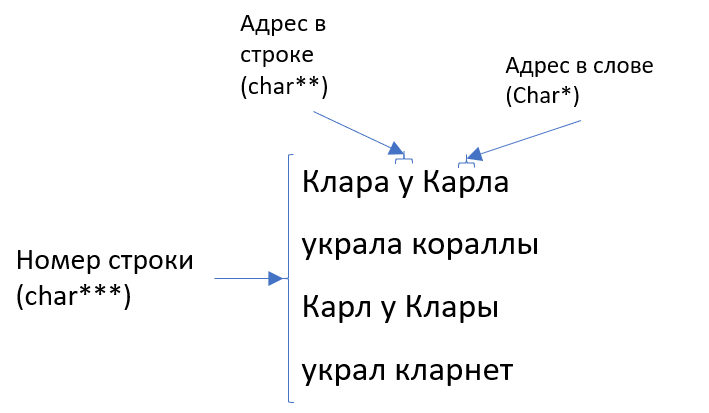 Адрес в
строке
(char**)
Адрес в слове
(Char*)
Клара у Карла
украла кораллы
Номер строки
(char***)
Карл у Клары
украл кларнет